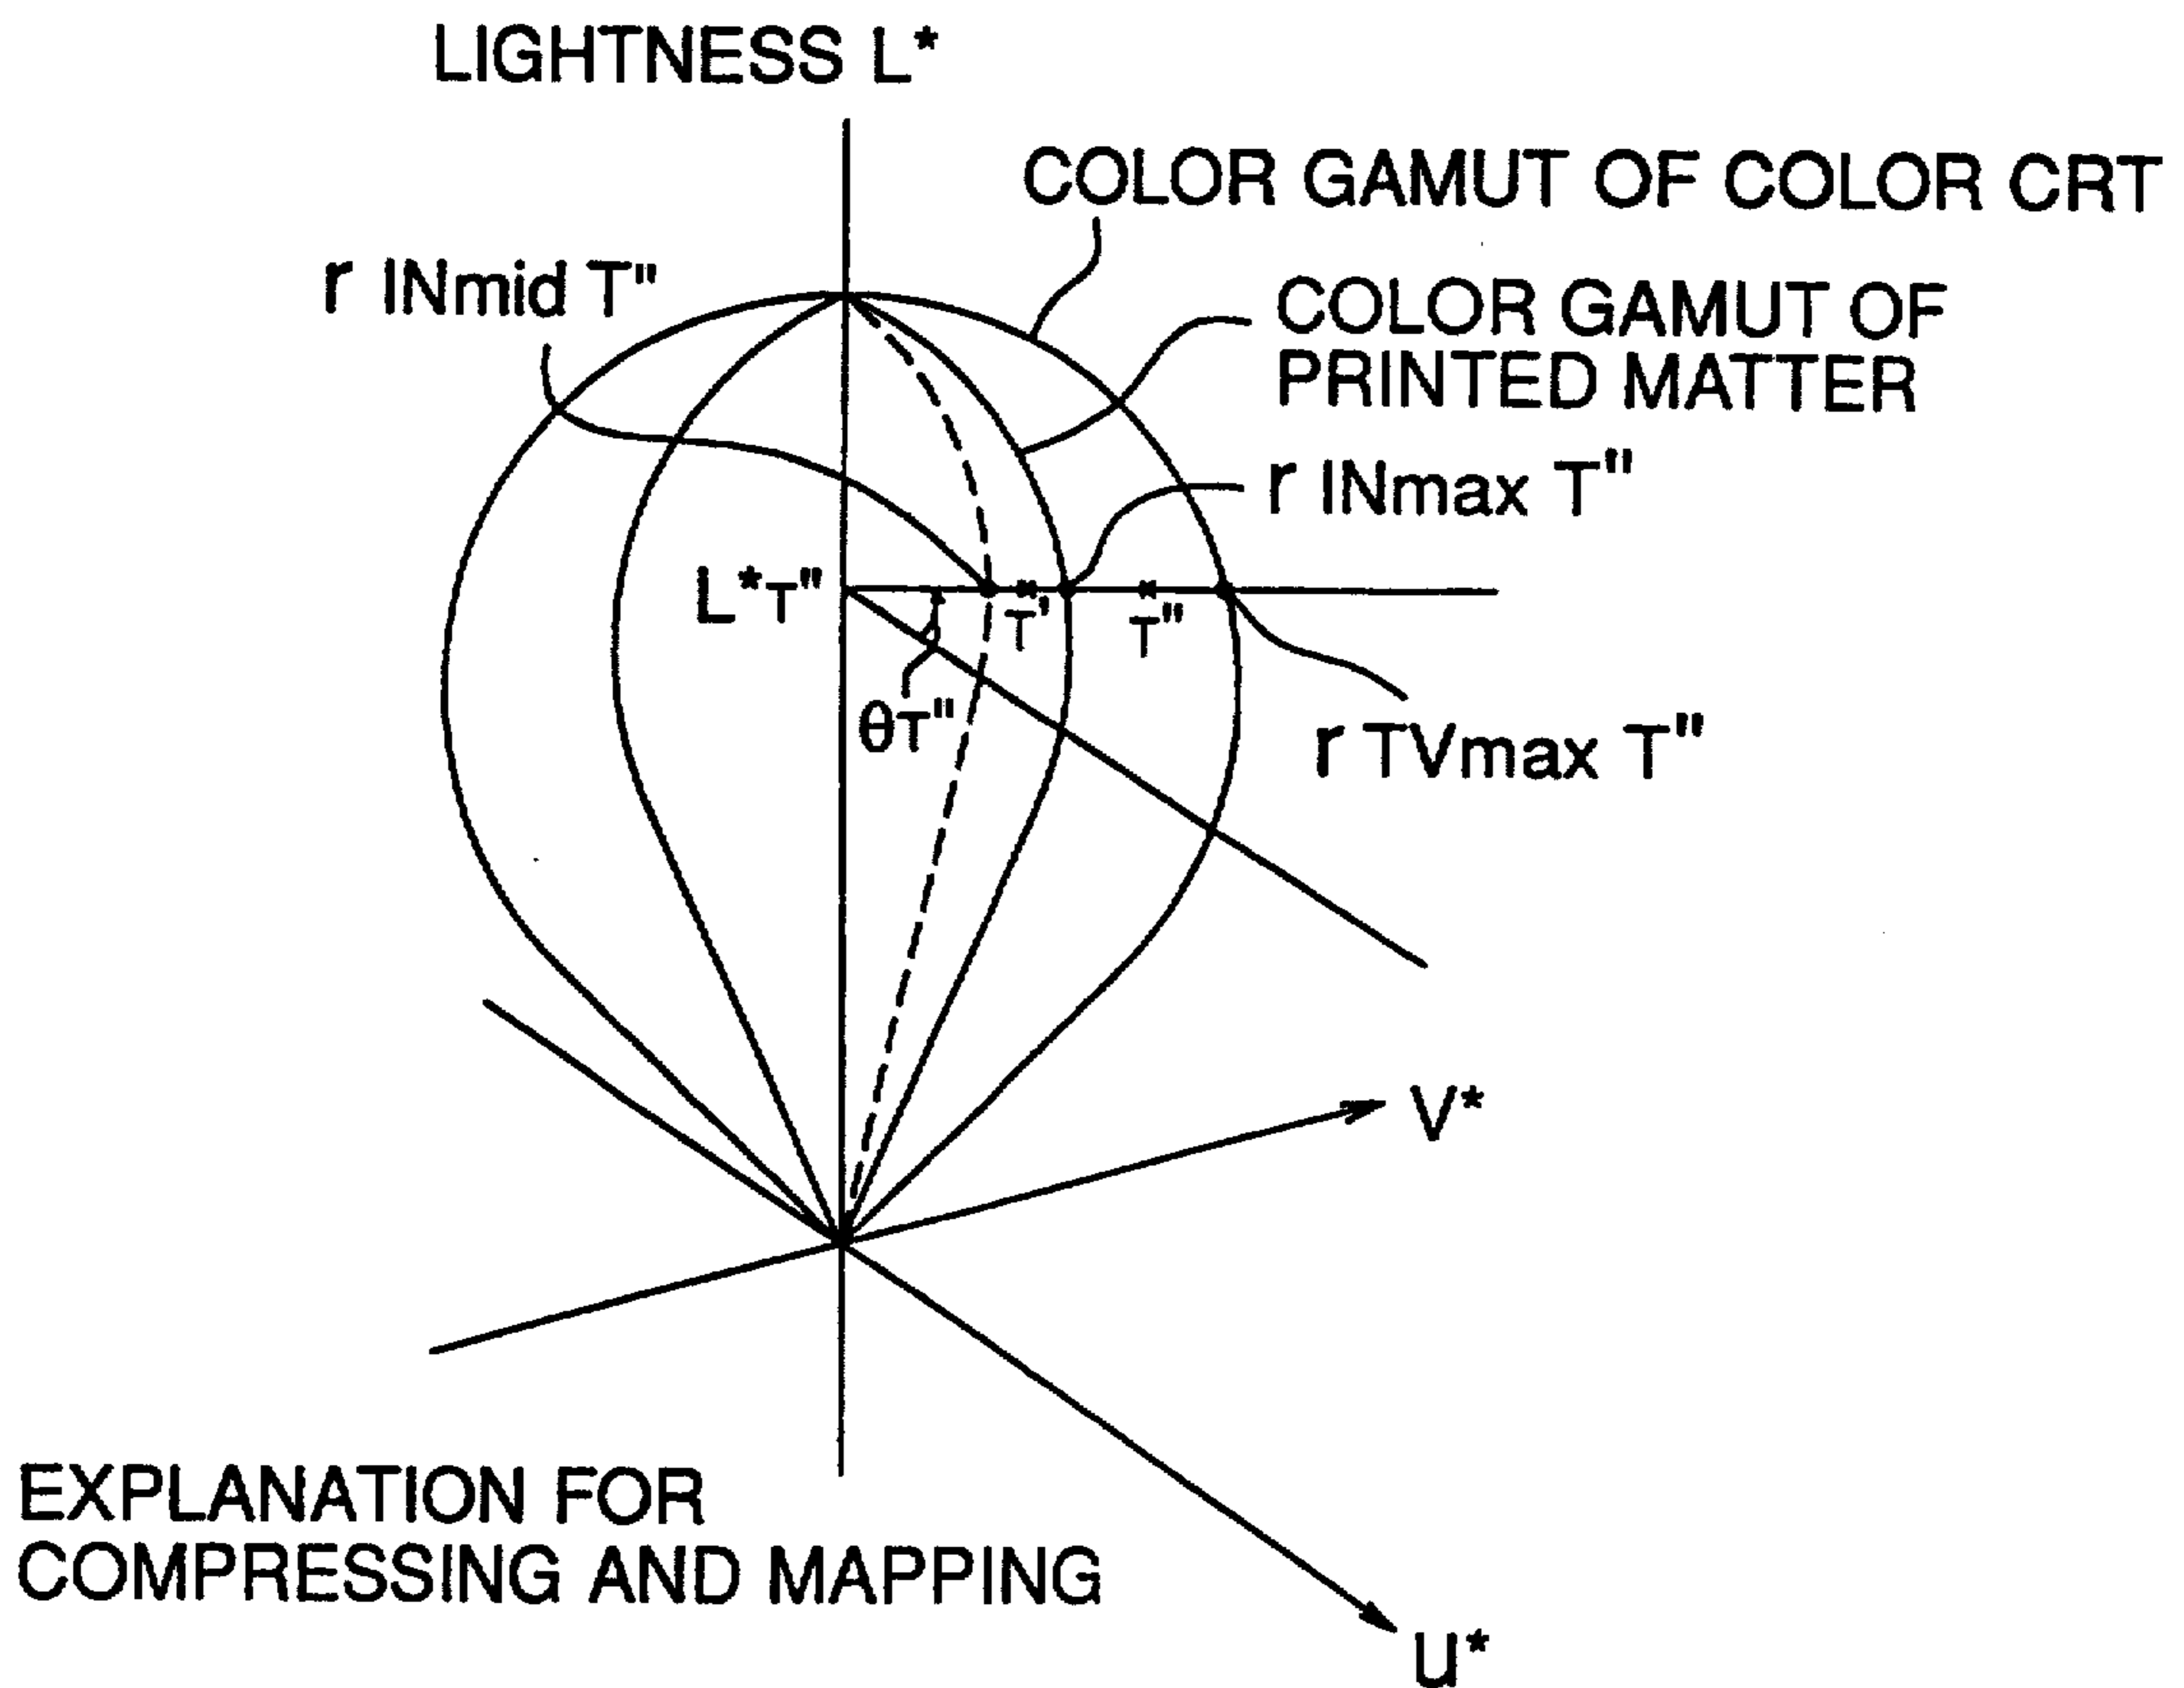 LIGHTNESS L*
COLOR GAMUT OF COLOR CRT
r INmid T"
COLOR GAMUT OF
PRINTED MATTER
r INmax T"
L*T"
T'
T"
θT"
r TVmax T"
V*
EXPLANATION FOR
COMPRESSING AND MAPPING
U*